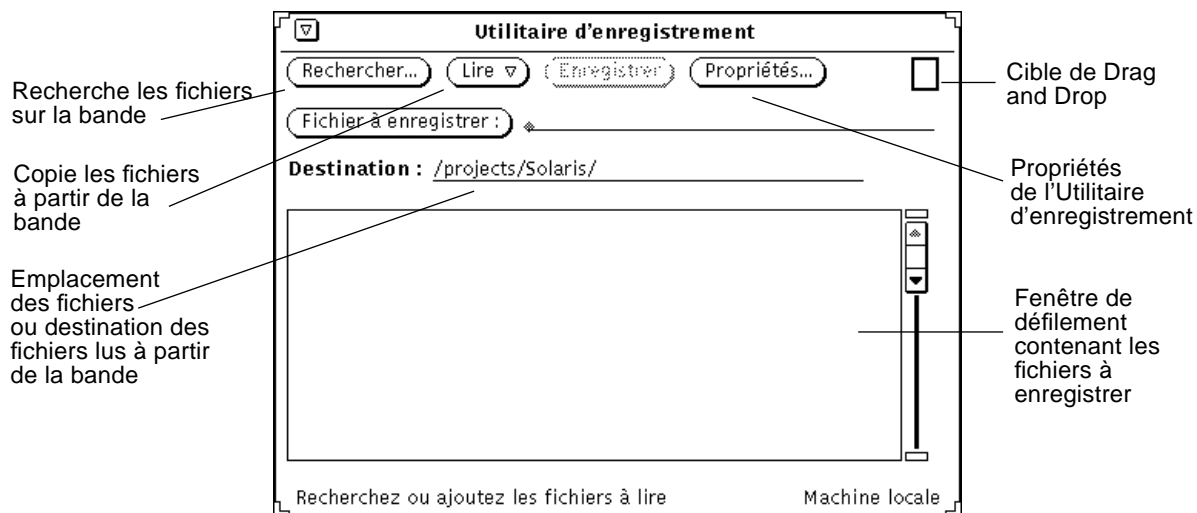 Utilitaire d'enregistrement
Rechercher... Lire Enregistrer Propriétés...
Fichier à enregistrer :
Destination : /projects/Solaris/
Recherchez ou ajoutez les fichiers à lire
Machine locale
Recherche les fichiers
sur la bande
Copie les fichiers
à partir de la
bande
Emplacement
des fichiers
ou destination des
fichiers lus à partir
de la bande
Cible de Drag
and Drop
Propriétés
de l'Utilitaire
d'enregistrement
Fenêtre de
défilement
contenant les
fichiers à
enregistrer